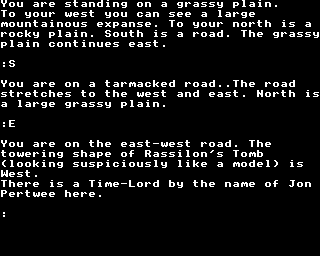 You are standing on a grassy plain.
To your west you can see a large
mountainous expanse. To your north is a
rocky plain. South is a road. The grassy
plain continues east.
:S
You are on a tarmacked road..The road
stretches to the west and east. North is
a large grassy plain.
:E
You are on the east-west road. The
towering shape of Rassilon's Tomb
(looking suspiciously like a model) is
West.
There is a Time-Lord by the name of Jon
Pertwee here.
: